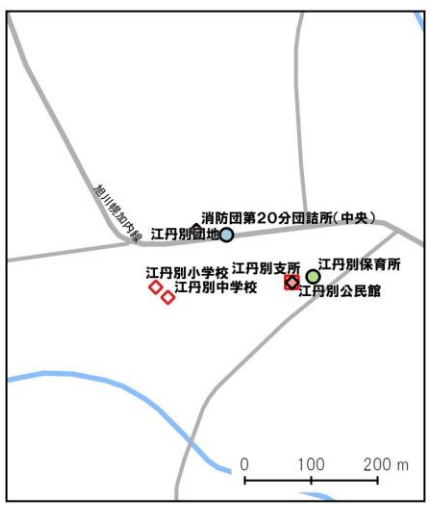 旭川幌加内線
消防団第20分団詰所(中央)
江丹別団地
江丹別小学校
江丹別支所
江丹別保育所
江丹別中学校
江丹別公民館
0 100 200 m